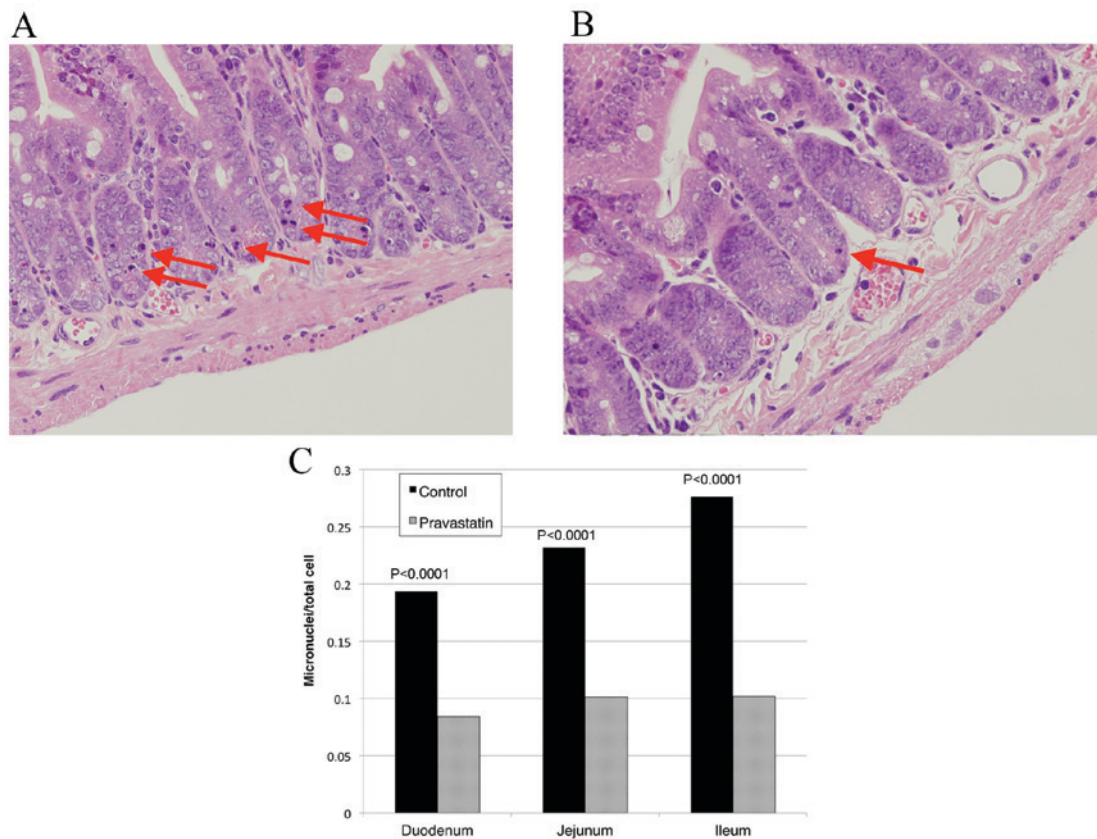 A
B
C
Micronuclei/total cell
0.3
0.25
0.2
0.15
0.1
0.05
0
Control
Pravastatin
P<0.0001
P<0.0001
P<0.0001
Duodenum
Jejunum
Ileum